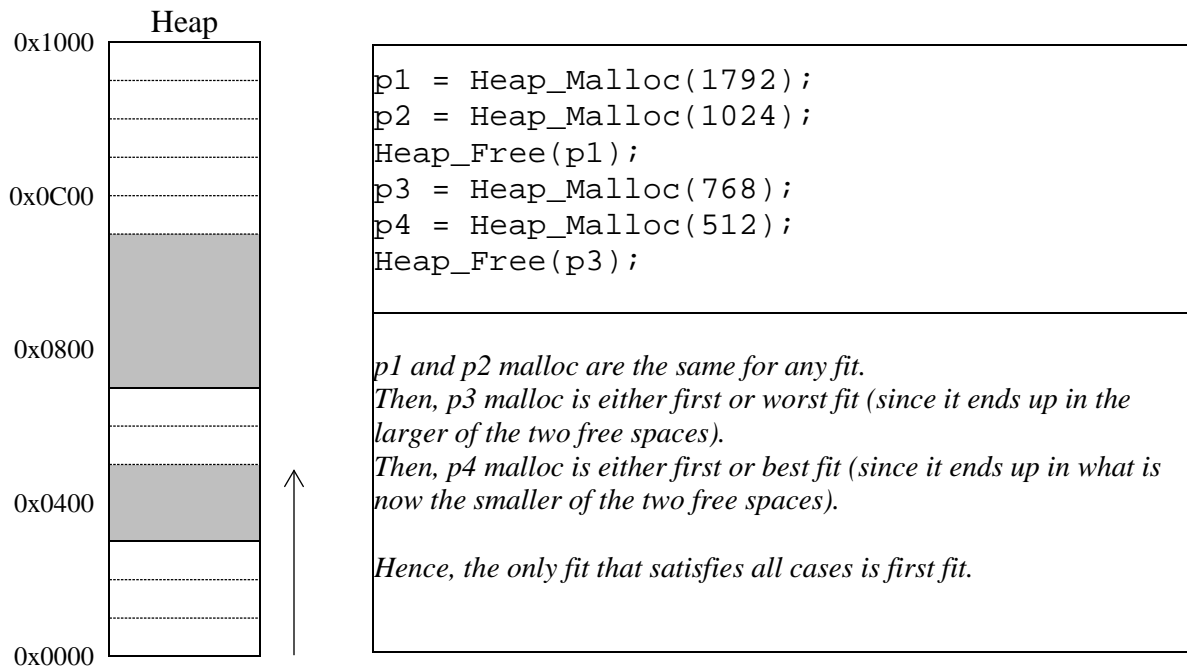 Heap
0x1000
0x0C00
0x0800
0x0400
0x0000
p1 = Heap_Malloc(1792);
p2 = Heap_Malloc(1024);
Heap_Free(p1);
p3 = Heap_Malloc(768);
p4 = Heap_Malloc(512);
Heap_Free(p3);
p1 and p2 malloc are the same for any fit.
Then, p3 malloc is either first or worst fit (since it ends up in the
larger of the two free spaces).
Then, p4 malloc is either first or best fit (since it ends up in what is
now the smaller of the two free spaces).
Hence, the only fit that satisfies all cases is first fit.